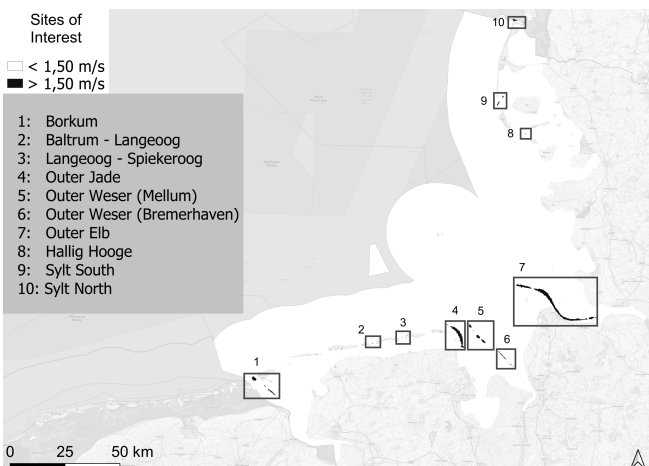 Sites of
Interest
< 1,50 m/s
> 1,50 m/s
1: Borkum
2: Baltrum - Langeoog
3: Langeoog - Spiekeroog
4: Outer Jade
5: Outer Weser (Mellum)
6: Outer Weser (Bremerhaven)
7: Outer Elb
8: Hallig Hooge
9: Sylt South
10: Sylt North
10
9
8
7
4
5
2
3
6
1
0 25 50 km